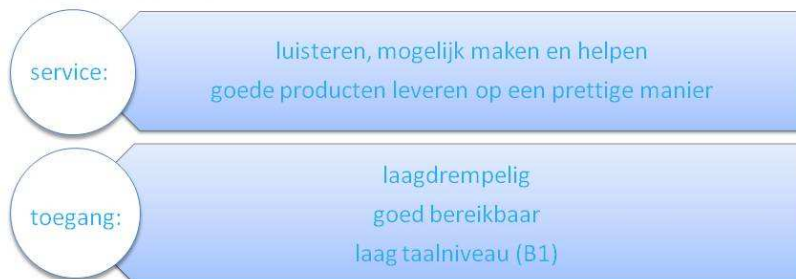 service:
luisteren, mogelijk maken en helpen
goede producten leveren op een prettige manier
toegang:
laagdrempelig
goed bereikbaar
laag taalniveau (B1)